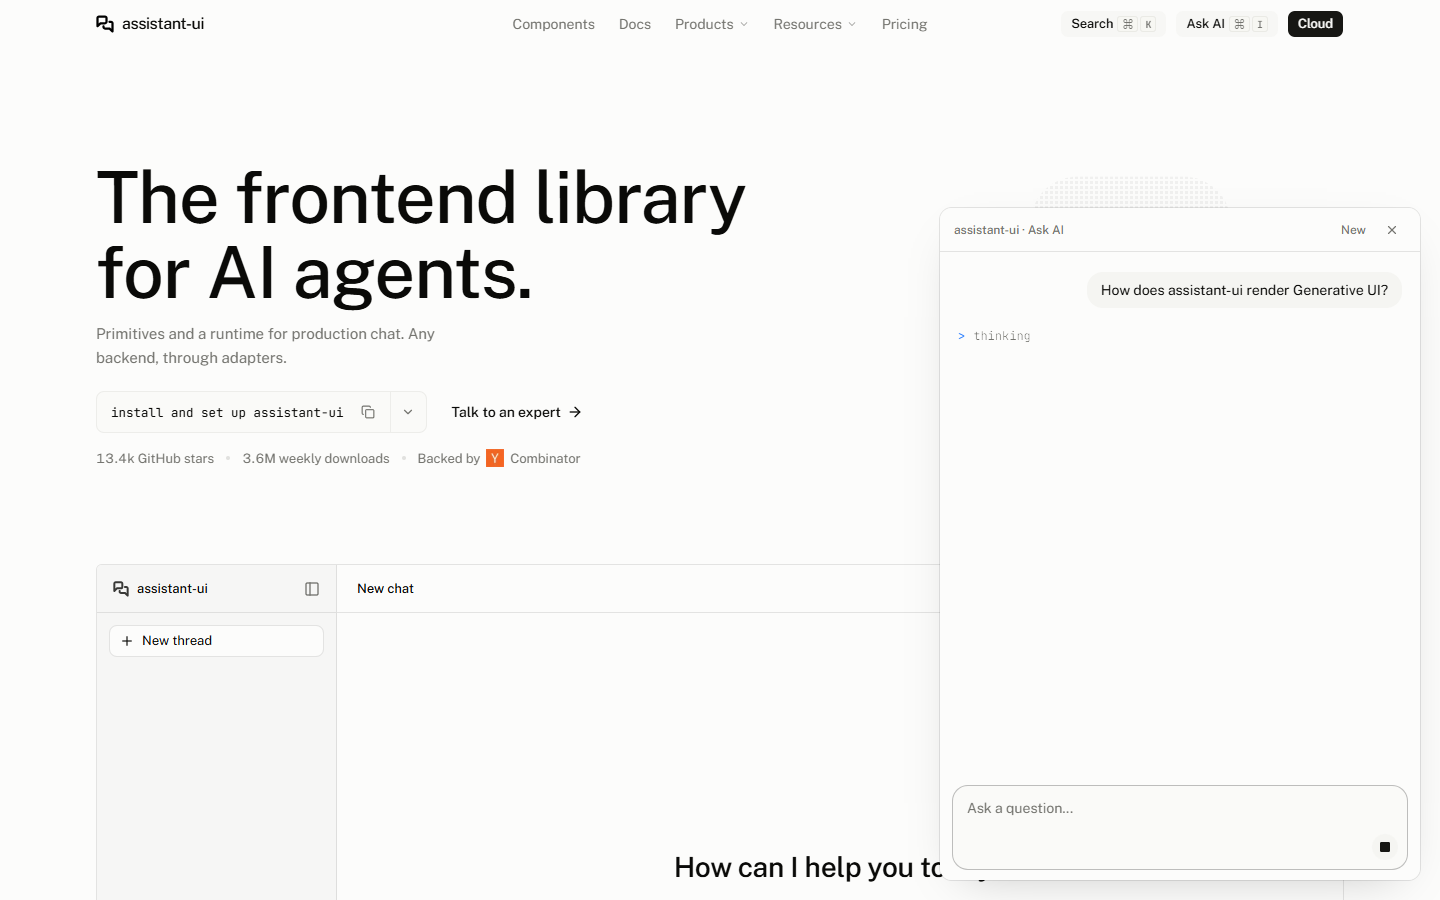 assistant-ui
Components
Docs
Products
Resources
Pricing
Search ⌘ K
Ask AI ⌘ I
Cloud
The frontend library
for AI agents.
Primitives and a runtime for production chat. Any
backend, through adapters.
install and set up assistant-ui
Talk to an expert →
13.4k GitHub stars • 3.6M weekly downloads • Backed by Y Combinator
assistant-ui
New chat
+ New thread
How can I help you to
assistant-ui · Ask AI
New
How does assistant-ui render Generative UI?
> thinking
Ask a question...